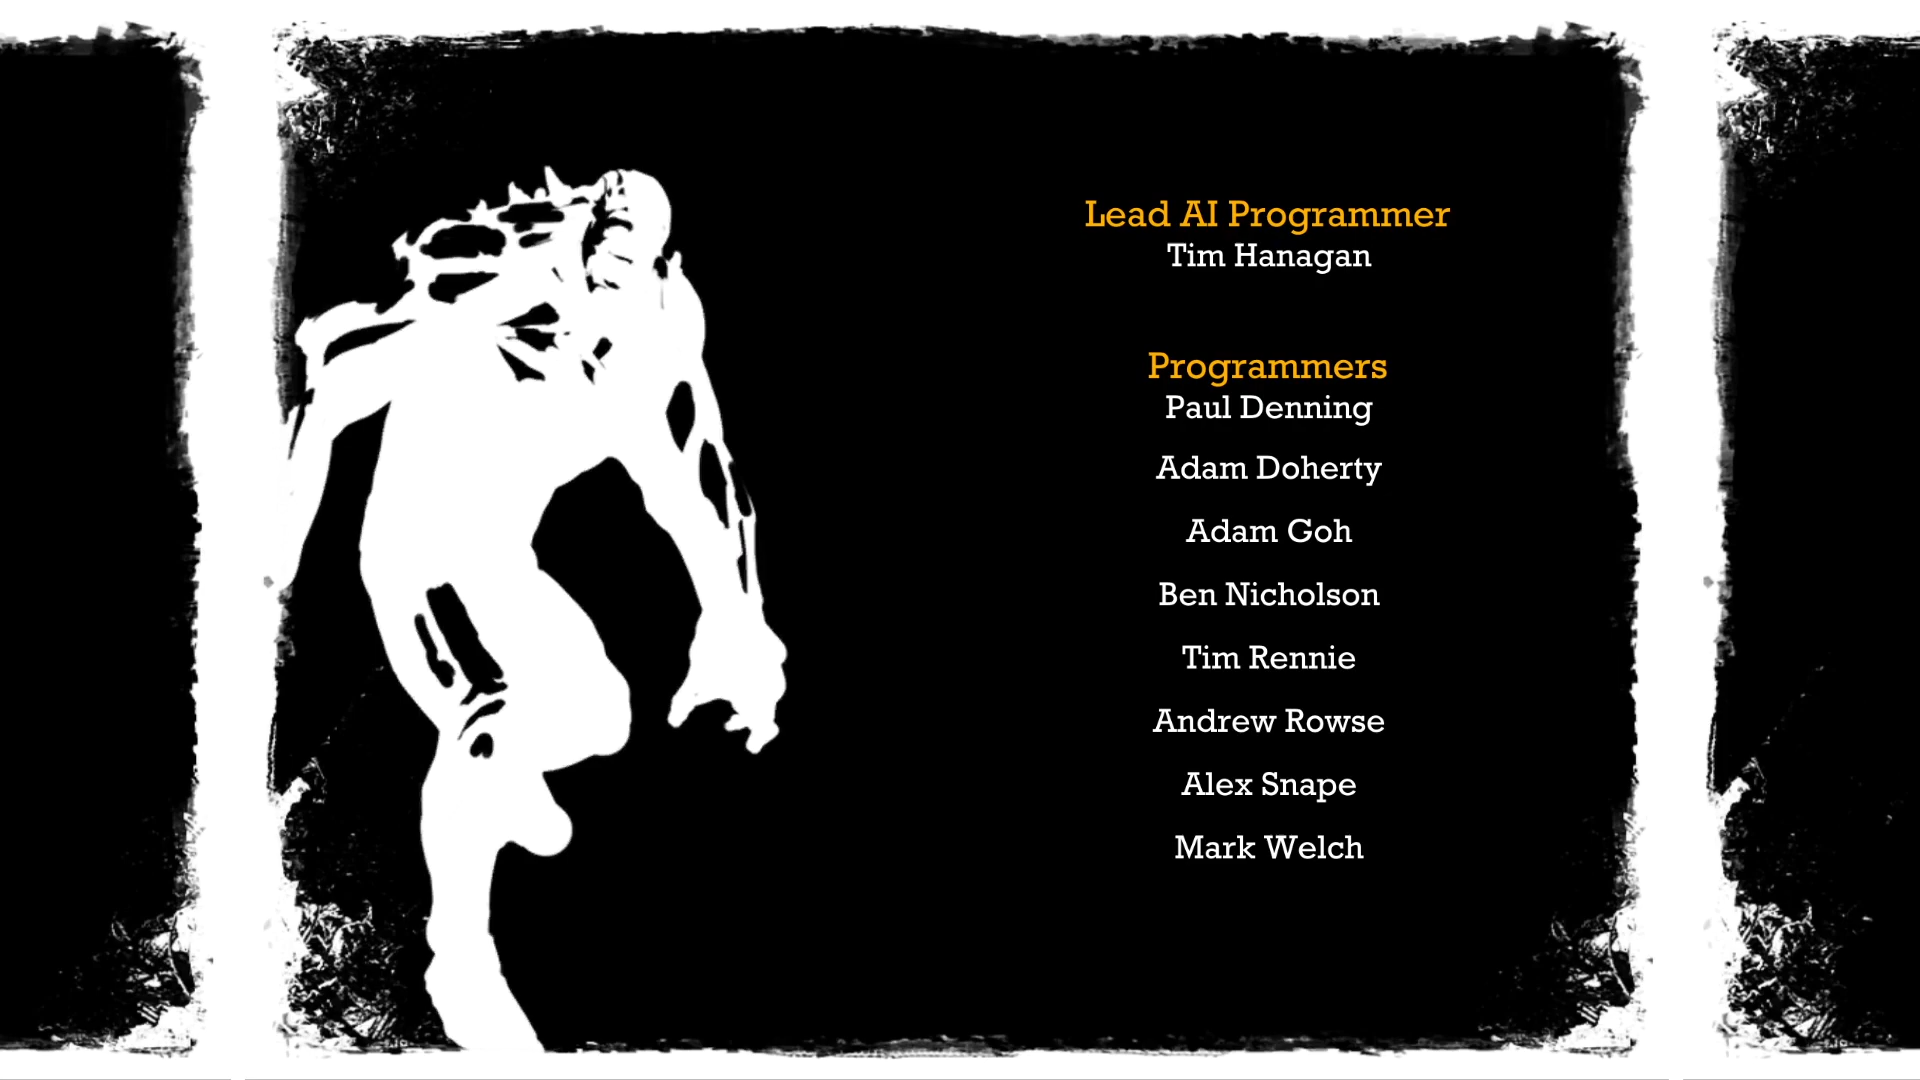 Lead AI Programmer
Tim Hanagan
Programmers
Paul Denning
Adam Doherty
Adam Goh
Ben Nicholson
Tim Rennie
Andrew Rowse
Alex Snape
Mark Welch